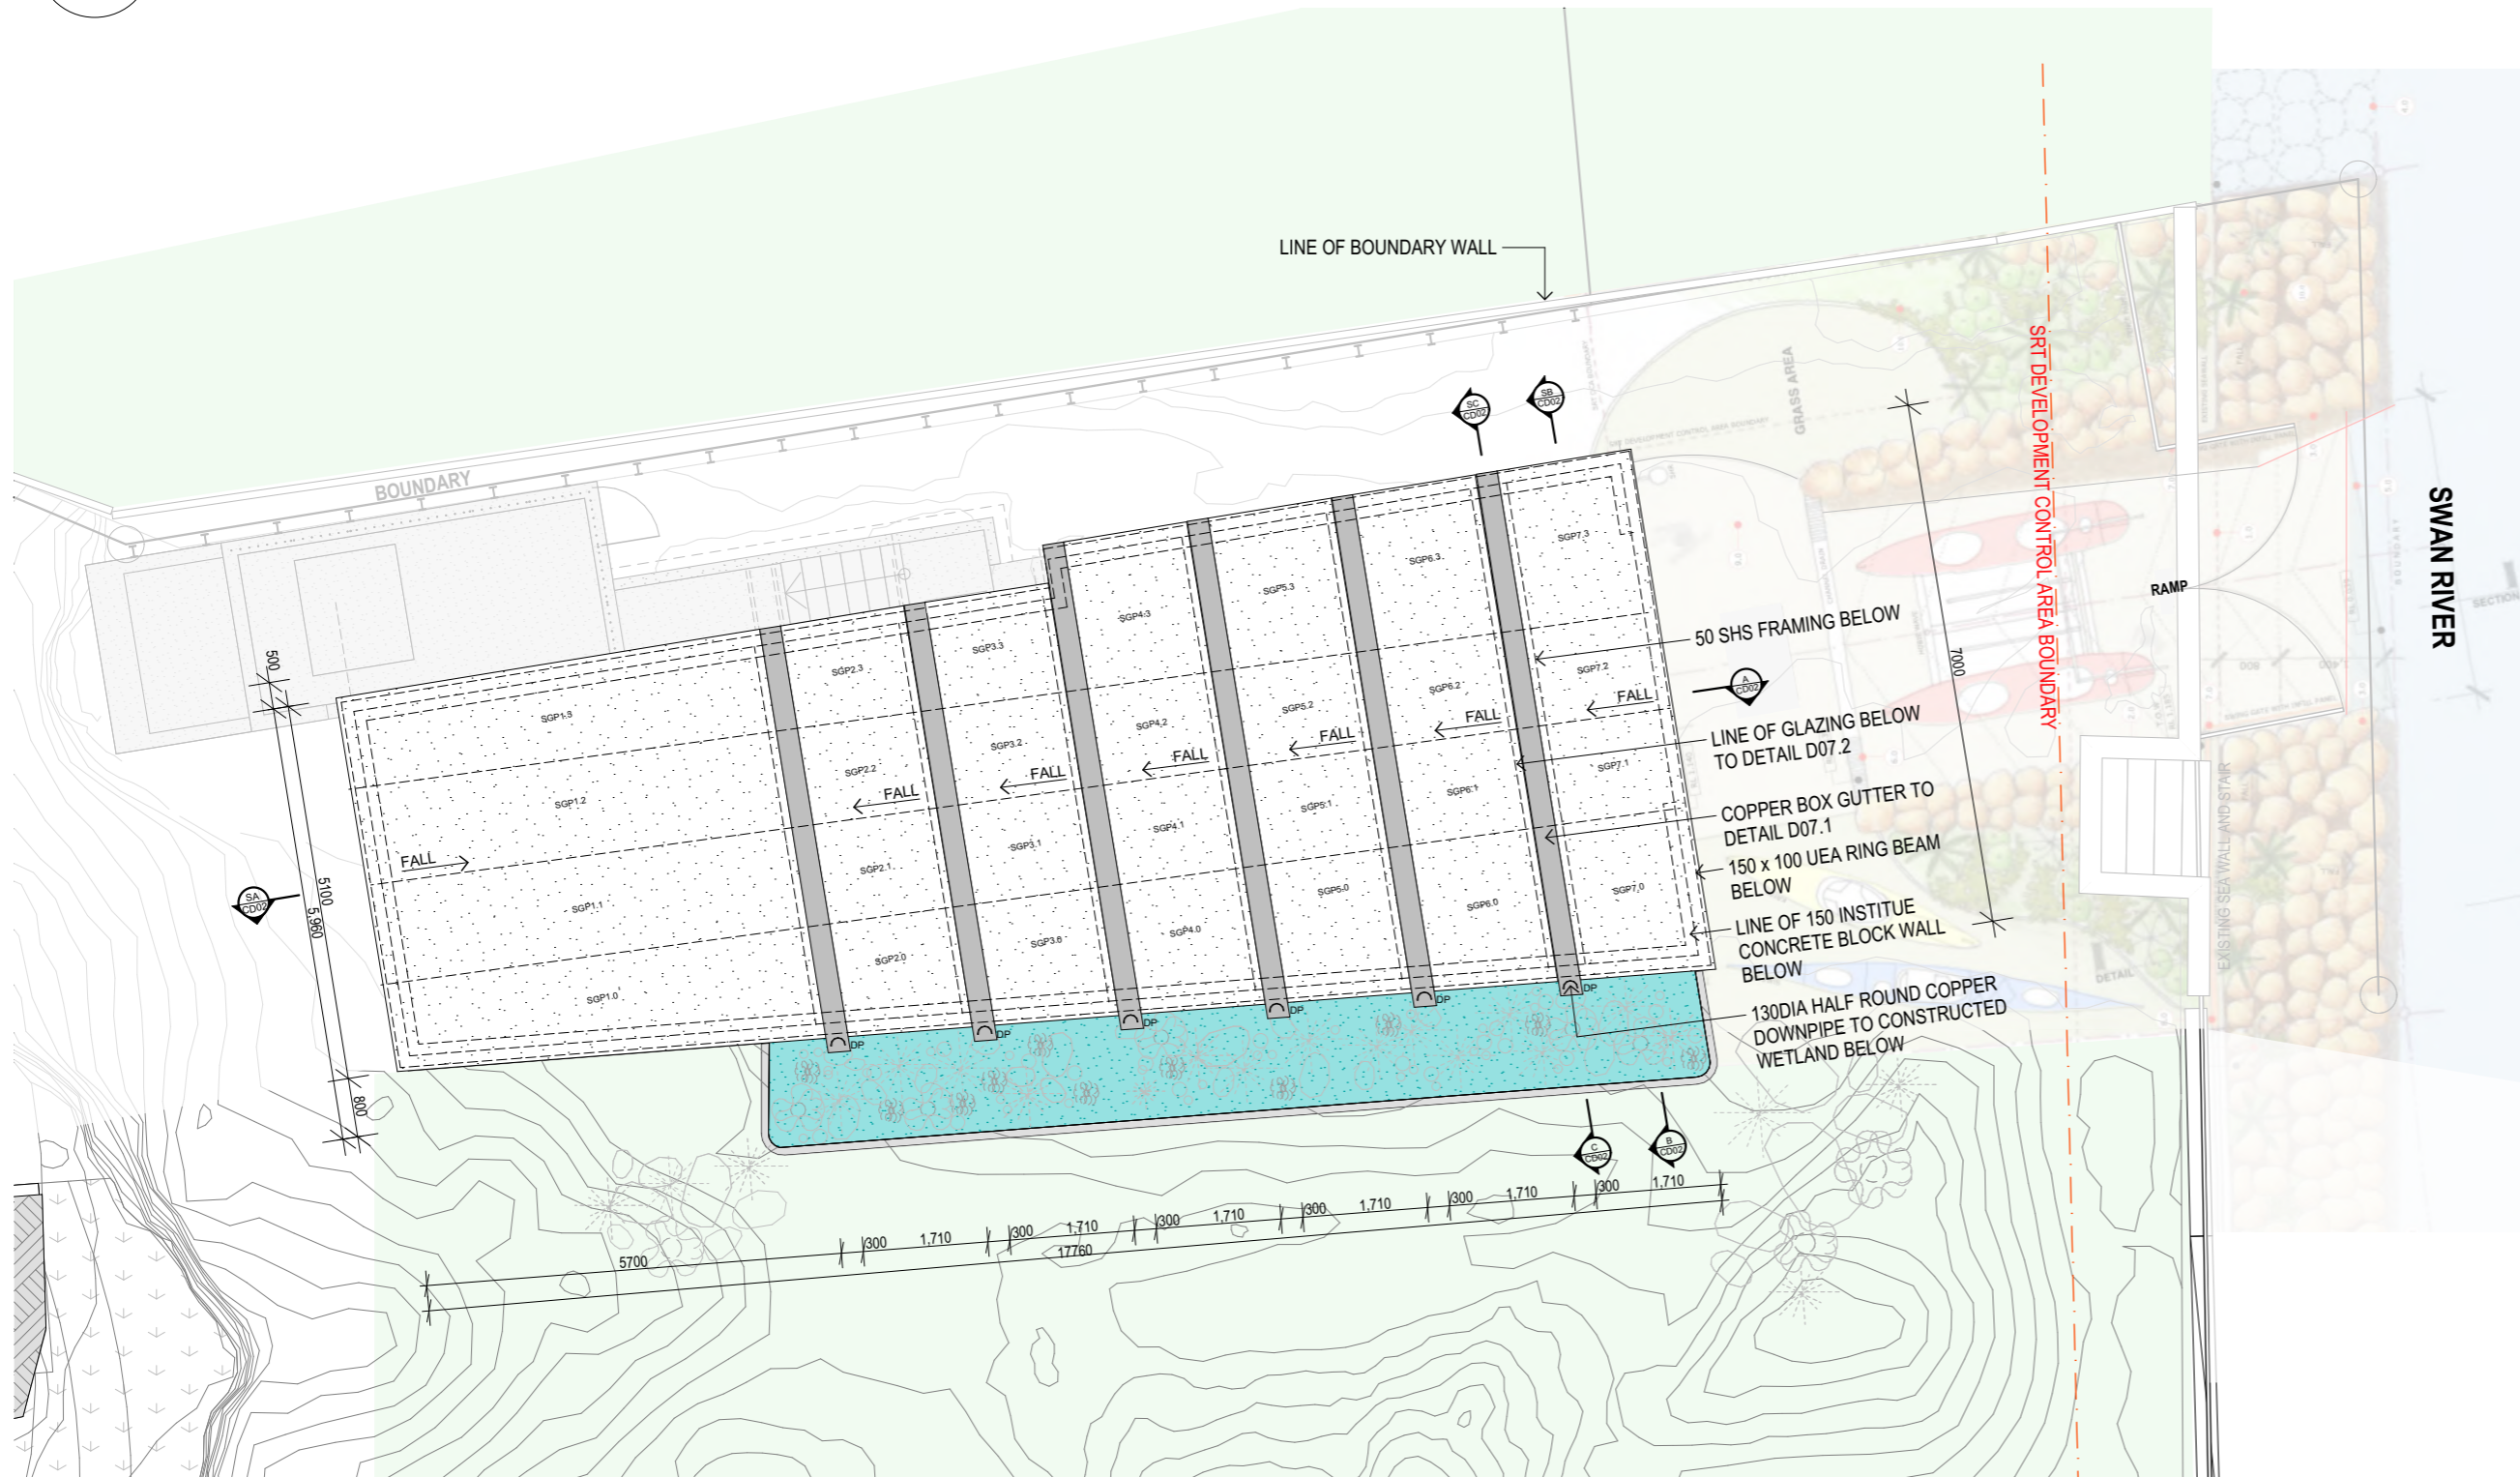 LINE OF BOUNDARY WALL
BOUNDARY
SC
CD02
SB
CD02
GRASS AREA
SRT DEVELOPMENT CONTROL AREA BOUNDARY
SRT DEVELOPMENT CONTROL AREA BOUNDARY
SWAN RIVER
RAMP
BOUNDARY
SECTION
7000
50 SHS FRAMING BELOW
A
CD02
LINE OF GLAZING BELOW
TO DETAIL D07.2
COPPER BOX GUTTER TO
DETAIL D07.1
150 x 100 UEA RING BEAM
BELOW
LINE OF 150 INSTITUE
CONCRETE BLOCK WALL
BELOW
130DIA HALF ROUND COPPER
DOWNPIPE TO CONSTRUCTED
WETLAND BELOW
EXISTING SEA WALL AND STAIR
DETAIL
SGP1.3
SGP2.3
SGP3.3
SGP4.3
SGP5.3
SGP6.3
SGP7.3
SGP1.2
SGP2.2
SGP3.2
SGP4.2
SGP5.2
SGP6.2
SGP7.2
FALL
FALL
FALL
FALL
FALL
FALL
FALL
SGP1.1
SGP2.1
SGP3.1
SGP4.1
SGP5.1
SGP6.1
SGP7.1
SGP1.0
SGP2.0
SGP3.0
SGP4.0
SGP5.0
SGP6.0
SGP7.0
DP
DP
DP
DP
DP
DP
500
5100
5,960
800
SA
CD02
C
CD02
B
CD02
5700
300
1,710
300
1,710
300
1,710
300
1,710
300
1,710
300
1,710
17760